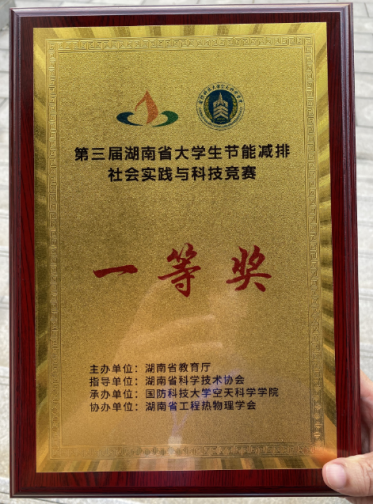 第三届湖南省大学生节能减排
社会实践与科技竞赛
一等奖
主办单位：湖南省教育厅
指导单位：湖南省科学技术协会
承办单位：国防科技大学空天科学学院
协办单位：湖南省工程热物理学会